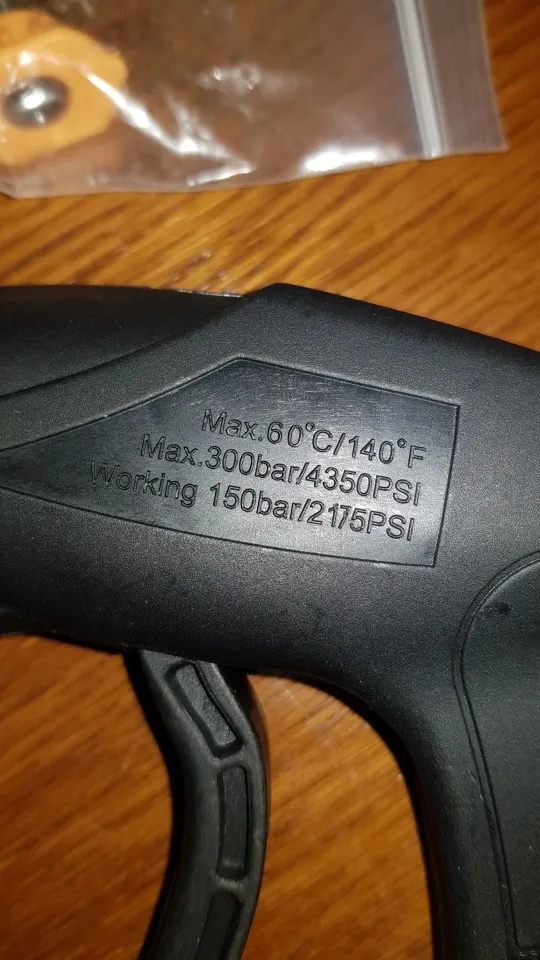 Max.60°C/140°F
Max.300bar/4350PSI
Working 150bar/2175PSI